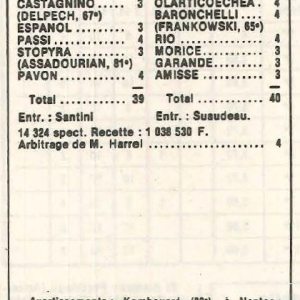 CASTAGNINO..... 3 OLARTICOECHEA. 4
(DELPECH, 67e) BARONCHELLI.... 4
ESPANOL......... 3 (FRANKOWSKI, 65e)
PASSI............ 4 RIO............... 4
STOPYRA ........ 3 MORICE........... 3
(ASSADOURIAN, 81e) GARANDE......... 3
PAVON........... 4 AMISSE........... 3
Total ........... 39 Total ........... 40
Entr. : Santini Entr. : Suaudeau.
14 324 spect. Recette : 1 038 530 F.
Arbitrage de M. Harrel ................ 4